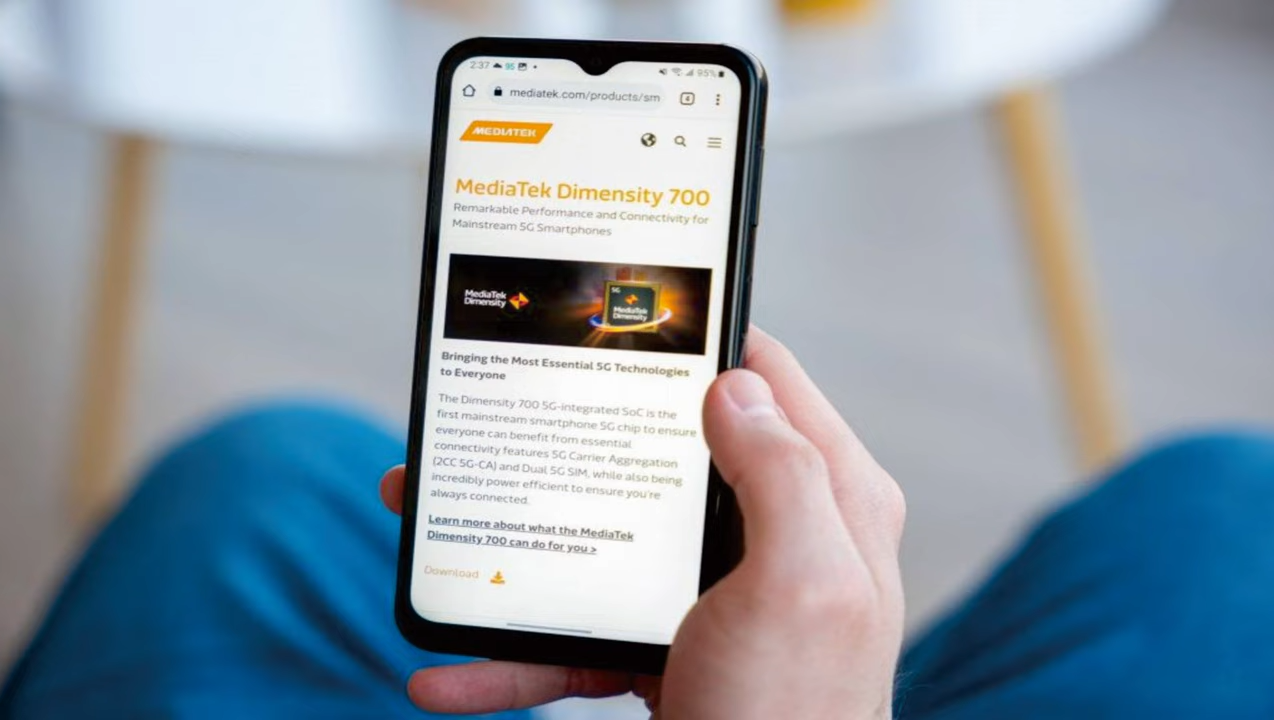 2:37 95 95%
mediatek.com/products/sm 4
MEDIATEK
MediaTek Dimensity 700
Remarkable Performance and Connectivity for
Mainstream 5G Smartphones
MediaTek
Dimensity
5G
MediaTek
Dimensity
Bringing the Most Essential 5G Technologies
to Everyone
The Dimensity 700 5G-integrated SoC is the
first mainstream smartphone 5G chip to ensure
everyone can benefit from essential
connectivity features 5G Carrier Aggregation
(2CC 5G-CA) and Dual 5G SIM, while also being
incredibly power efficient to ensure you're
always connected.
Learn more about what the MediaTek
Dimensity 700 can do for you >
Download